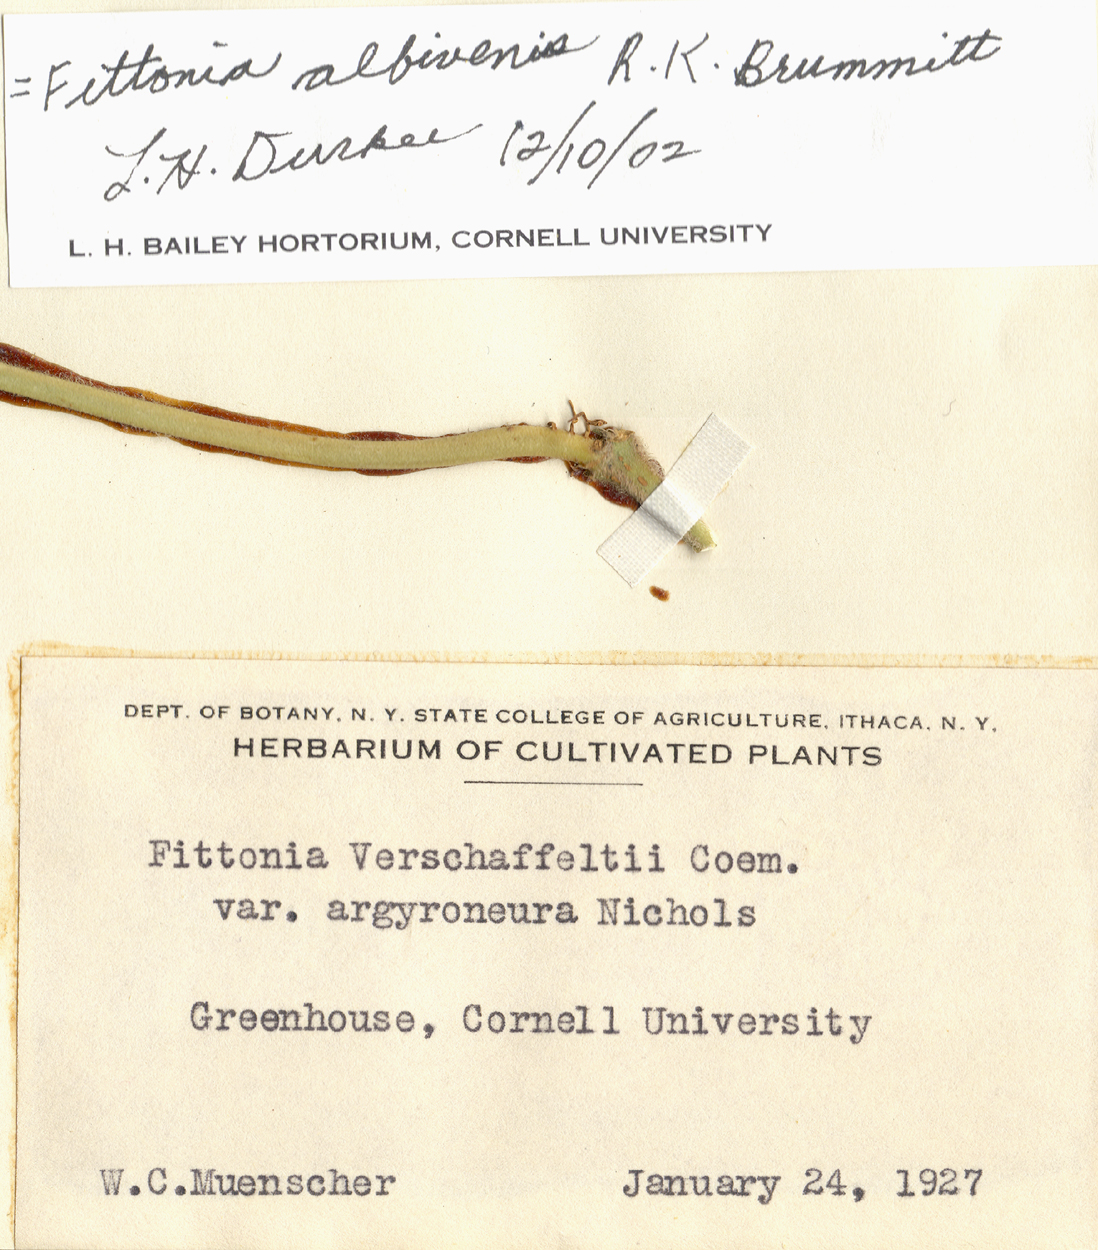 = Fittonia albivenis R.K. Brummitt
L.H. Durkee 12/10/02
L. H. BAILEY HORTORIUM, CORNELL UNIVERSITY
DEPT. OF BOTANY, N. Y. STATE COLLEGE OF AGRICULTURE, ITHACA, N. Y.
HERBARIUM OF CULTIVATED PLANTS
Fittonia Verschaffeltii Coem.
var. argyroneura Nichols
Greenhouse, Cornell University
W.C.Muenscher January 24, 1927